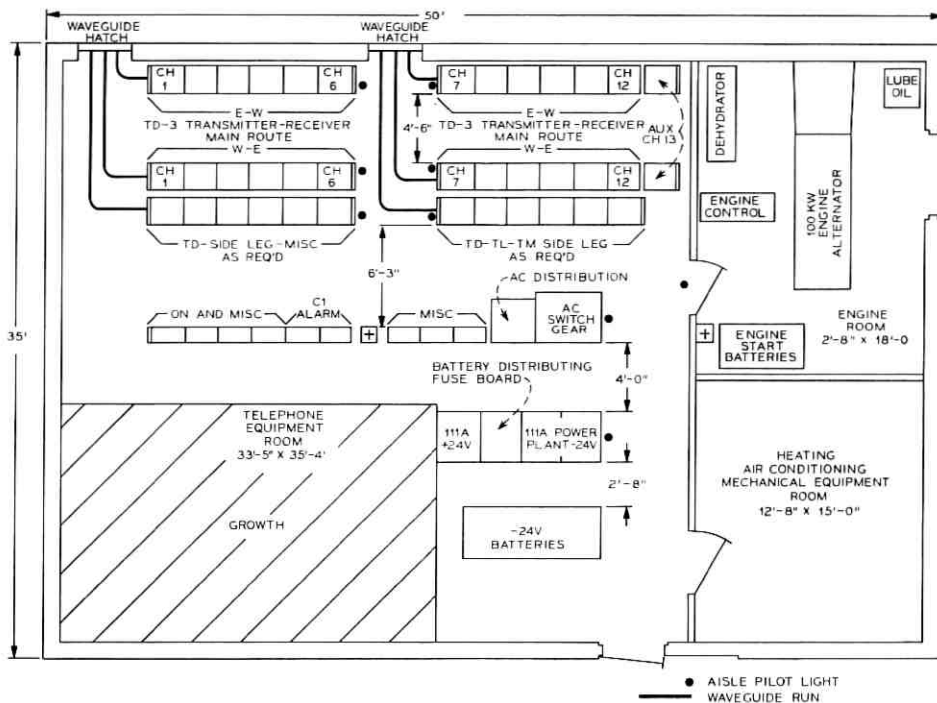 50'
WAVEGUIDE
HATCH
WAVEGUIDE
HATCH
35'
CH
1
CH
6
CH
7
CH
12
E-W
TD-3 TRANSMITTER-RECEIVER
MAIN ROUTE
W-E
4'-6"
E-W
TD-3 TRANSMITTER-RECEIVER
MAIN ROUTE
W-E
AUX
CH 13
CH
1
CH
6
CH
7
CH
12
TD-SIDE LEG-MISC
AS REQ'D
TD-TL-TM SIDE LEG
AS REQ'D
6'-3"
DEHYDRATOR
LUBE
OIL
ENGINE
CONTROL
100 KW
ENGINE
ALTERNATOR
ENGINE
ROOM
2'-8" X 18'-0
ENGINE
START
BATTERIES
ON AND MISC
C1
ALARM
MISC
AC DISTRIBUTION
AC
SWITCH
GEAR
4'-0"
BATTERY DISTRIBUTING
FUSE BOARD
111A
+24V
111A POWER
PLANT-24V
2'-8"
-24V
BATTERIES
TELEPHONE
EQUIPMENT
ROOM
33'-5" X 35'-4'
GROWTH
HEATING
AIR CONDITIONING
MECHANICAL EQUIPMENT
ROOM
12'-8" X 15'-0"
AISLE PILOT LIGHT
WAVEGUIDE RUN